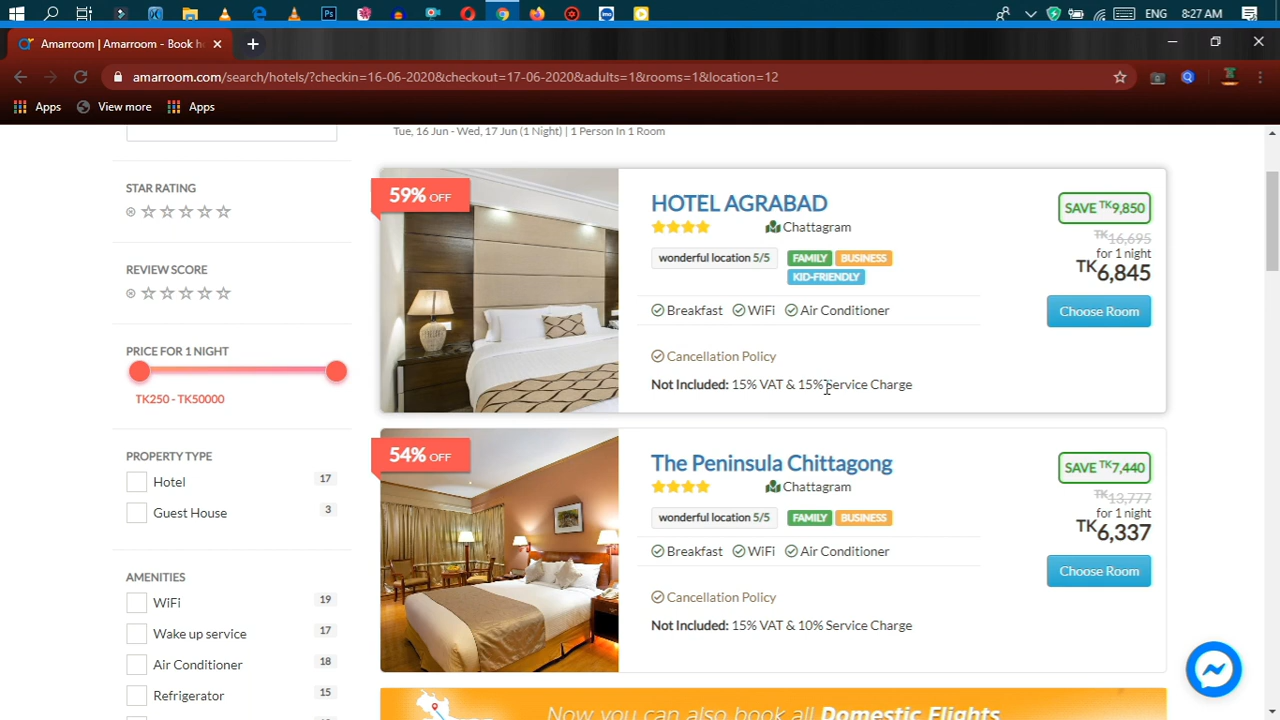 Ps
ENG
8:27 AM
Amarroom | Amarroom - Book h
amarroom.com/search/hotels/?checkin=16-06-2020&checkout=17-06-2020&adults=1&rooms=1&location=12
Apps
View more
Apps
Tue, 16 Jun - Wed, 17 Jun (1 Night) | 1 Person In 1 Room
STAR RATING
REVIEW SCORE
PRICE FOR 1 NIGHT
TK250 - TK50000
PROPERTY TYPE
Hotel 17
Guest House 3
AMENITIES
WiFi 19
Wake up service 17
Air Conditioner 18
Refrigerator 15
59% OFF
HOTEL AGRABAD
Chattagram
wonderful location 5/5
FAMILY BUSINESS
KID-FRIENDLY
Breakfast WiFi Air Conditioner
Cancellation Policy
Not Included: 15% VAT & 15% Service Charge
SAVE TK9,850
TK16,695
for 1 night
TK6,845
Choose Room
54% OFF
The Peninsula Chittagong
Chattagram
wonderful location 5/5
FAMILY BUSINESS
Breakfast WiFi Air Conditioner
Cancellation Policy
Not Included: 15% VAT & 10% Service Charge
SAVE TK7,440
TK13,777
for 1 night
TK6,337
Choose Room
Now you can also book all Domestic Flights